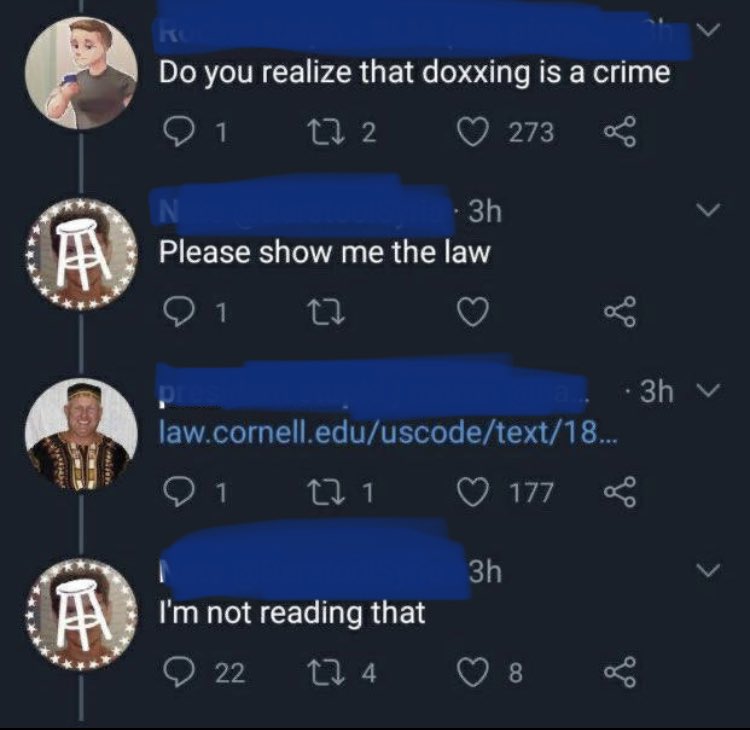 Do you realize that doxxing is a crime
1 2 273
· 3h
Please show me the law
1
· 3h
law.cornell.edu/uscode/text/18...
1 1 177
3h
I'm not reading that
22 4 8